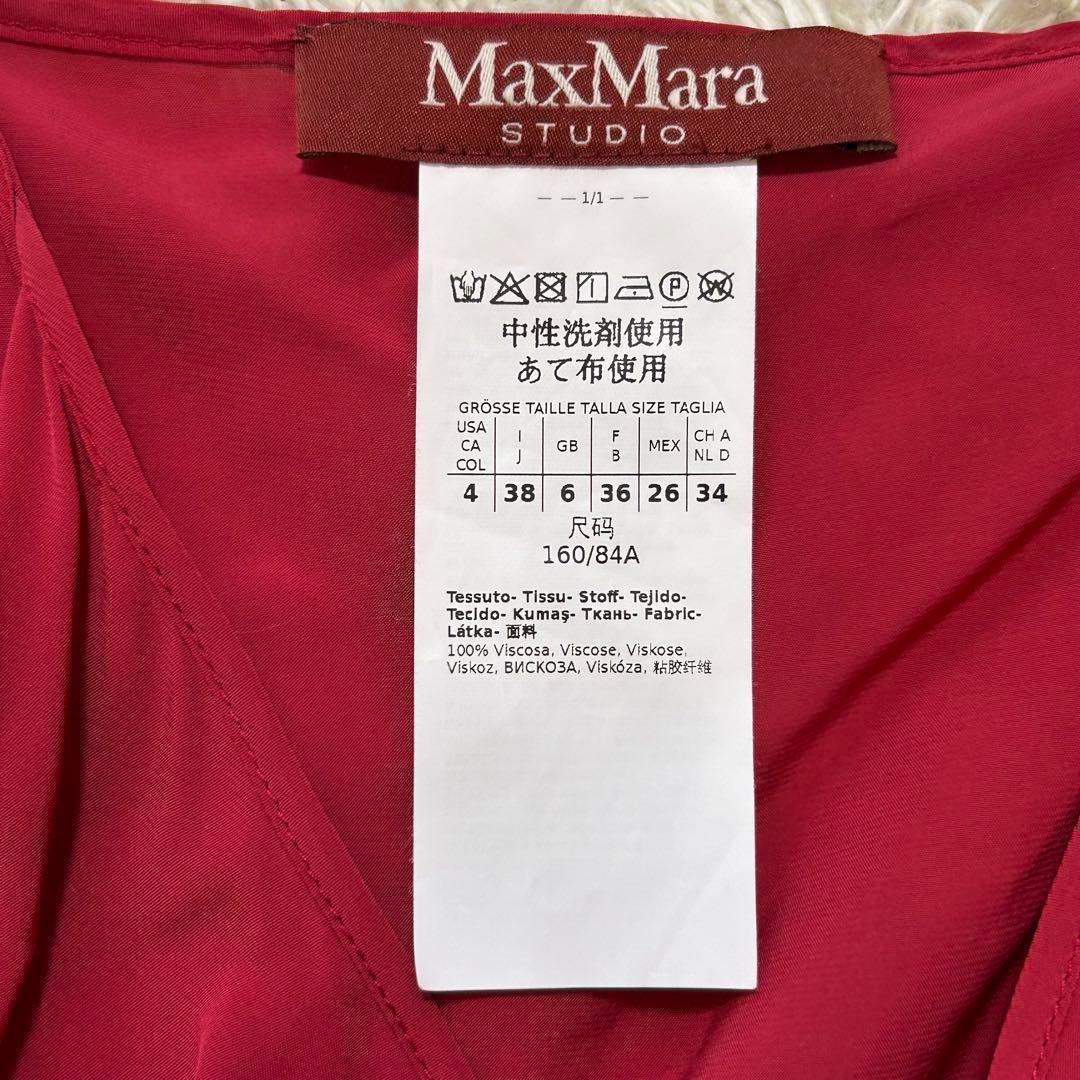 MaxMara
STUDIO
— — 1/1 — —
P W
中性洗剤使用
あて布使用
GRÖSSE TAILLE TALLA SIZE TAGLIA
USA CA COL | I J | GB | F B | MEX | CH A NL D
4 | 38 | 6 | 36 | 26 | 34
尺码
160/84A
Tessuto- Tissu- Stoff- Tejido-
Tecido- Kumaş- Ткань- Fabric-
Látka- 面料
100% Viscosa, Viscose, Viskose,
Viskoz, ВИСКОЗА, Viskóza, 粘胶纤维